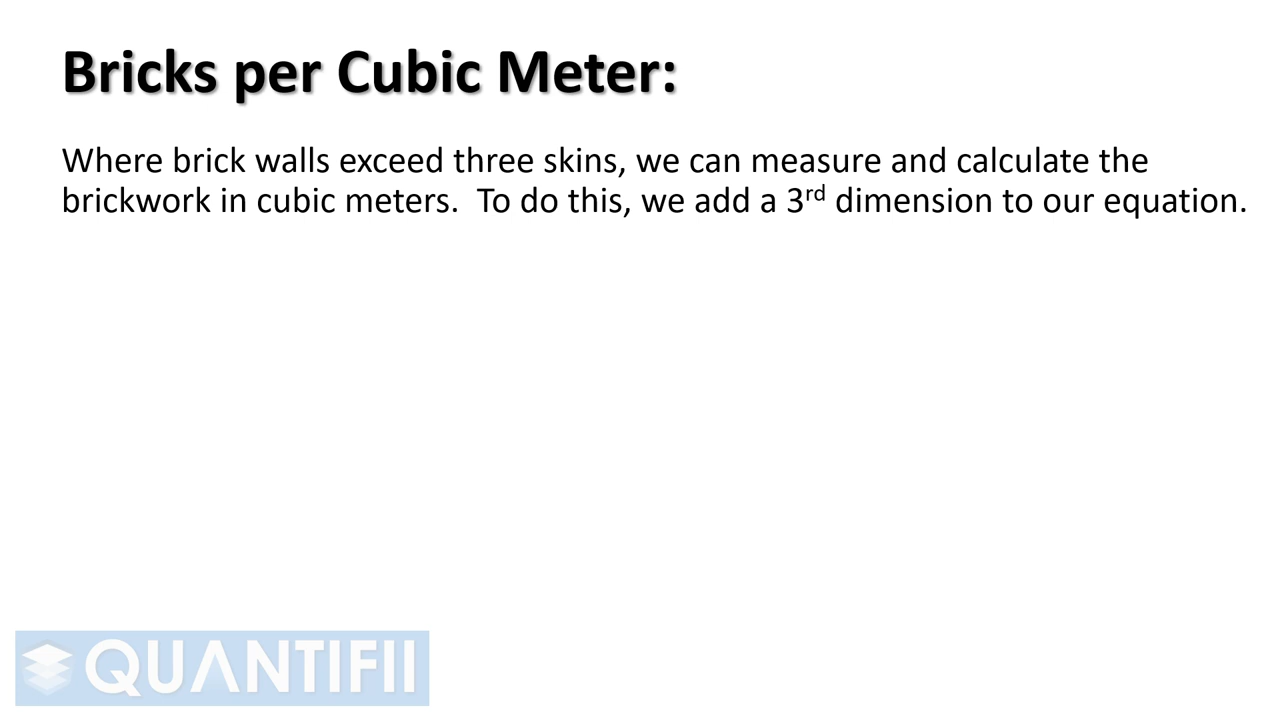 Bricks per Cubic Meter:
Where brick walls exceed three skins, we can measure and calculate the
brickwork in cubic meters.  To do this, we add a 3rd dimension to our equation.
QUANTIFII